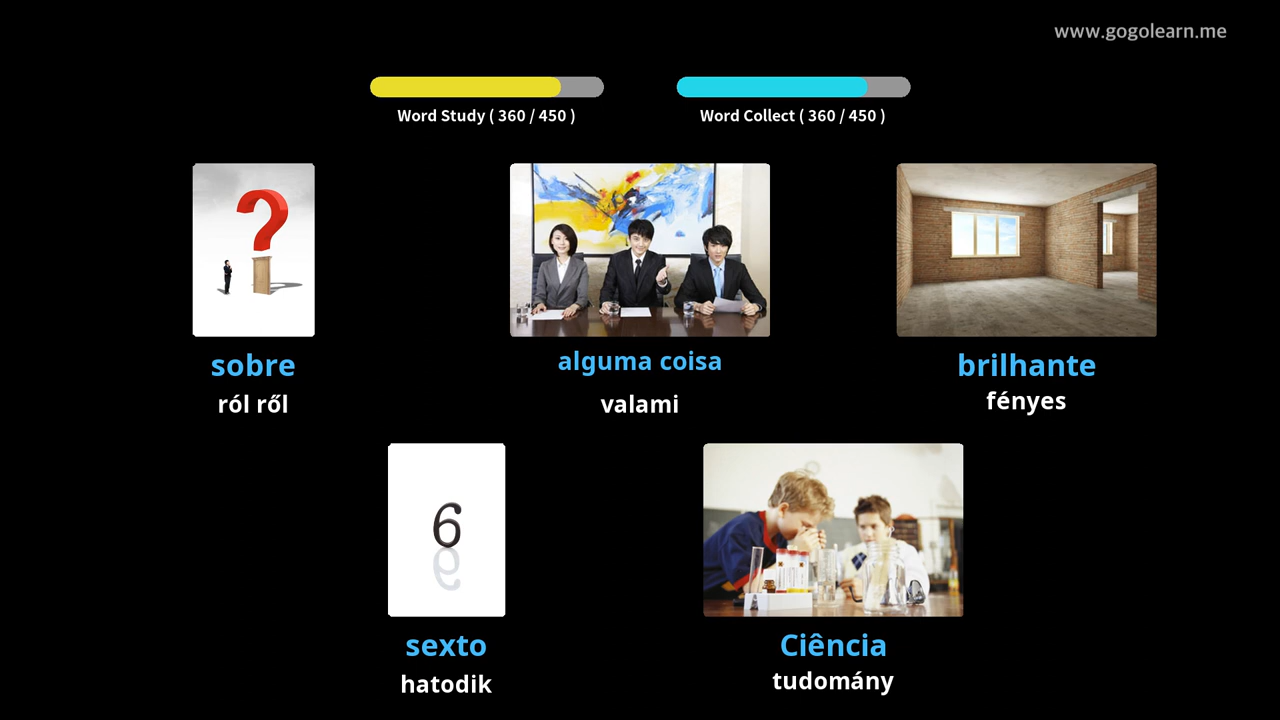 www.gogolearn.me
Word Study ( 360 / 450 )
Word Collect ( 360 / 450 )
sobre
ról ről
alguma coisa
valami
brilhante
fényes
6
sexto
hatodik
Ciência
tudomány